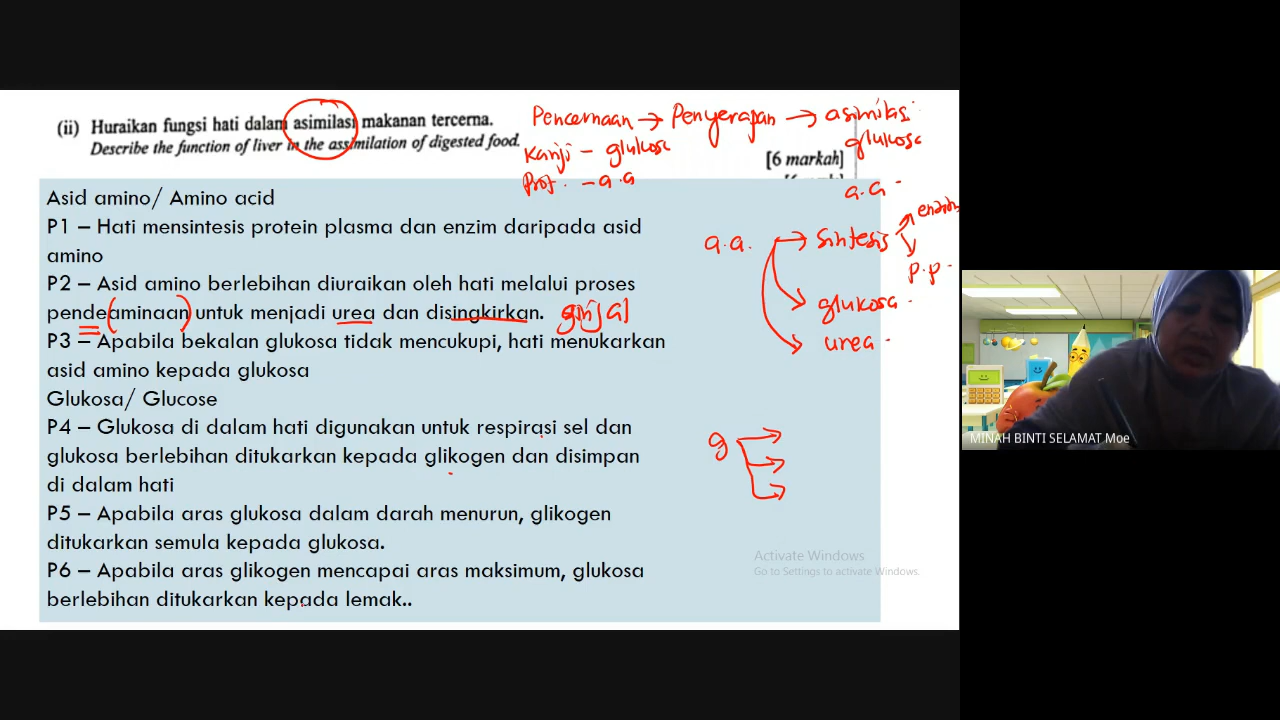 (ii) Huraikan fungsi hati dalam asimilasi makanan tercerna.
Describe the function of liver in the assimilation of digested food.
[6 markah]
Pencernaan → Penyerapan → asimilasi
Kanji – glukosa
glukosa
Prot. – a.a
a.a
Asid amino/ Amino acid
P1 – Hati mensintesis protein plasma dan enzim daripada asid
amino
P2 – Asid amino berlebihan diuraikan oleh hati melalui proses
pendeaminaan) untuk menjadi urea dan disingkirkan. ginjal
P3 – Apabila bekalan glukosa tidak mencukupi, hati menukarkan
asid amino kepada glukosa
Glukosa/ Glucose
P4 – Glukosa di dalam hati digunakan untuk respirasi sel dan
glukosa berlebihan ditukarkan kepada glikogen dan disimpan
di dalam hati
P5 – Apabila aras glukosa dalam darah menurun, glikogen
ditukarkan semula kepada glukosa.
P6 – Apabila aras glikogen mencapai aras maksimum, glukosa
berlebihan ditukarkan kepada lemak..
a.a. → sintesis
enzim
p.p
glukosa
urea
g
Activate Windows
Go to Settings to activate Windows.
MINAH BINTI SELAMAT Moe